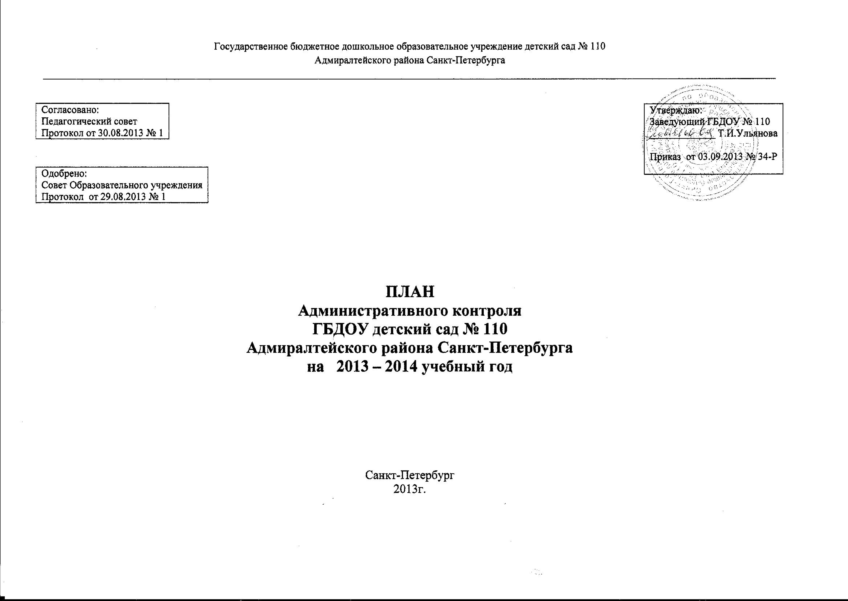 Государственное бюджетное дошкольное образовательное учреждение детский сад № 110
Адмиралтейского района Санкт-Петербурга
Согласовано:
Педагогический совет
Протокол от 30.08.2013 № 1
Одобрено:
Совет Образовательного учреждения
Протокол от 29.08.2013 № 1
Утверждаю:
Заведующий ГБДОУ № 110
Т.И.Ульянова
Приказ от 03.09.2013 № 34-Р
ПЛАН
Административного контроля
ГБДОУ детский сад № 110
Адмиралтейского района Санкт-Петербурга
на 2013 – 2014 учебный год
Санкт-Петербург
2013г.